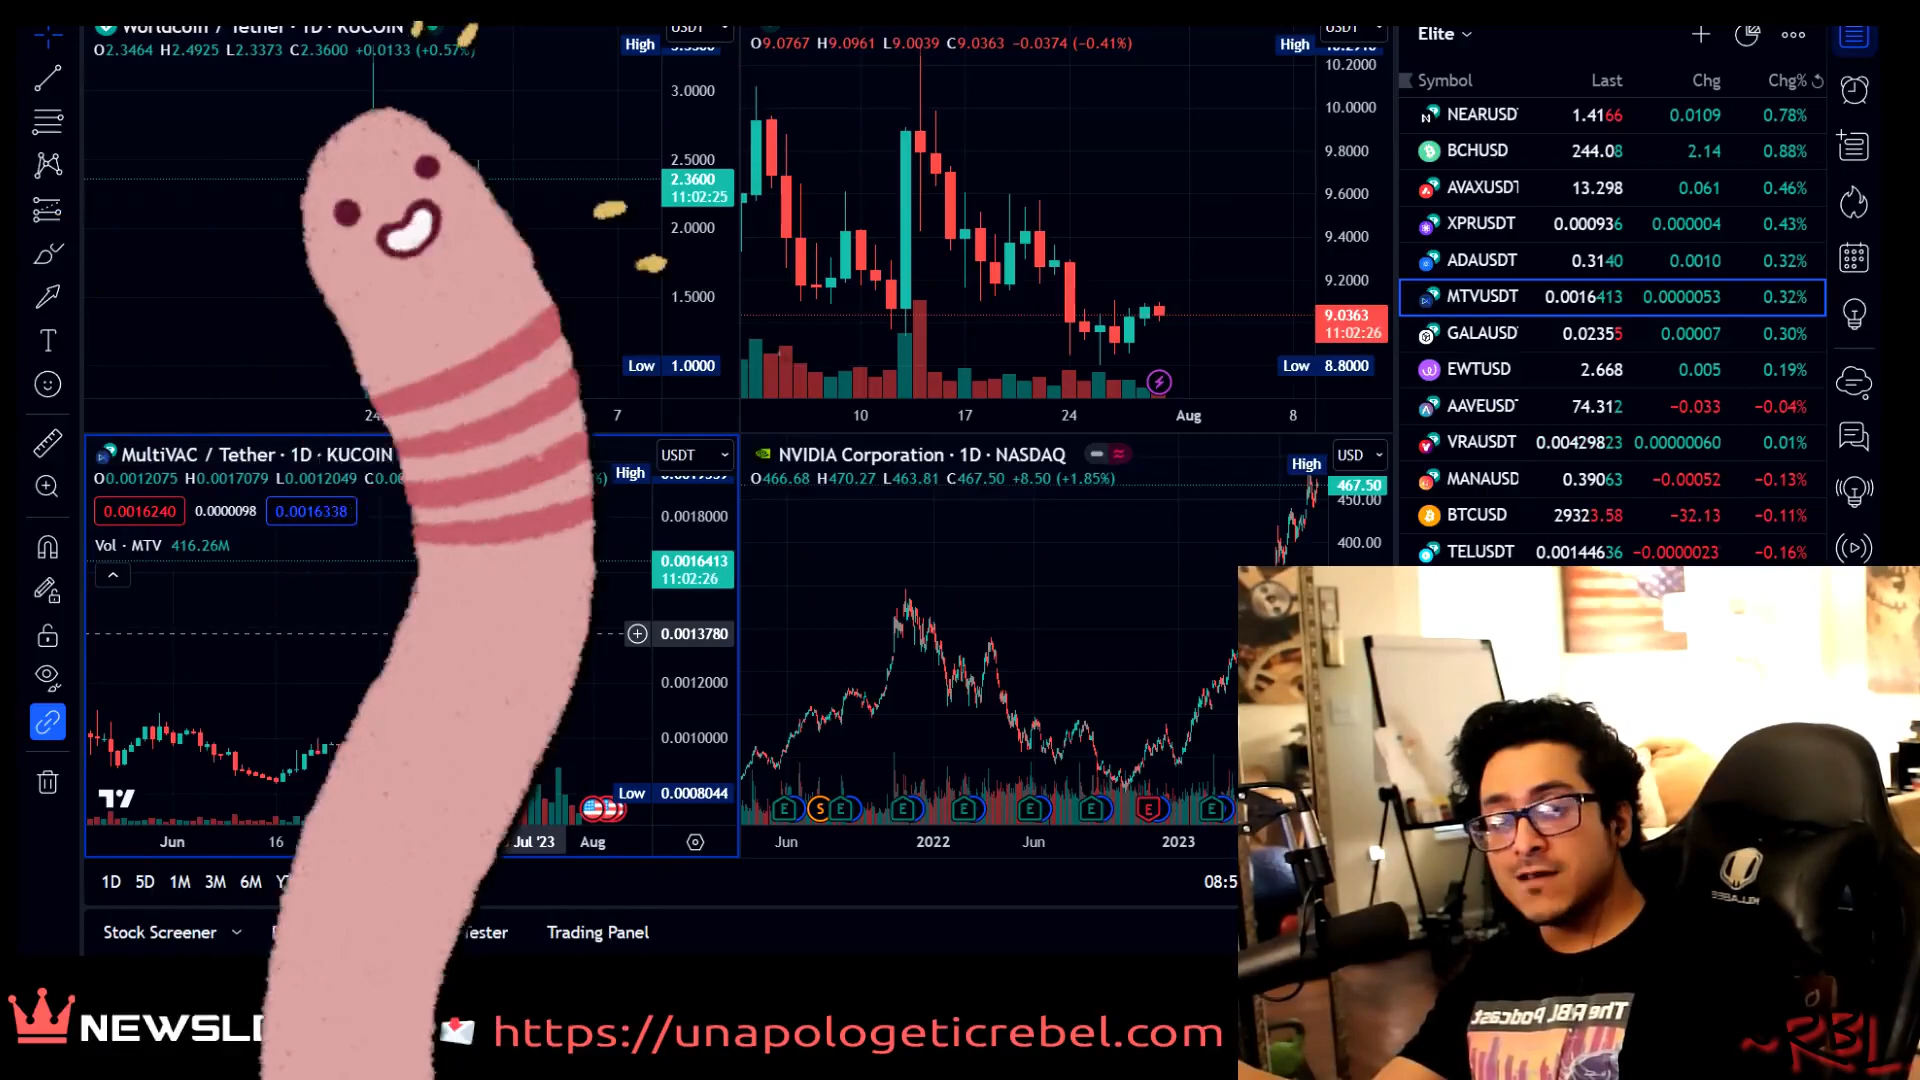 Worldcoin / Tether · 1D · KUCOIN
USDT
O2.3464 H2.4925 L2.3373 C2.3600 +0.0133 (+0.57%)
High
3.0000
2.5000
2.3600
11:02:25
2.0000
1.5000
Low 1.0000
24
7
O9.0767 H9.0961 L9.0039 C9.0363 −0.0374 (−0.41%)
USDT
High
10.2000
10.0000
9.8000
9.6000
9.4000
9.2000
9.0363
11:02:26
Low 8.8000
10 17 24 Aug 8
MultiVAC / Tether · 1D · KUCOIN
USDT
O0.0012075 H0.0017079 L0.0012049
High
0.0016240 0.0000098 0.0016338
0.0018000
Vol · MTV 416.26M
0.0016413
11:02:26
0.0013780
0.0012000
0.0010000
Low 0.0008044
Jun 16 Jul '23 Aug
NVIDIA Corporation · 1D · NASDAQ
USD
O466.68 H470.27 L463.81 C467.50 +8.50 (+1.85%)
High
467.50
450.00
400.00
E S E E E E E E E
Jun 2022 Jun 2023
1D 5D 1M 3M 6M
08:5
Stock Screener
Trading Panel
Elite
Symbol Last Chg Chg%
NEARUSD 1.4166 0.0109 0.78%
BCHUSD 244.08 2.14 0.88%
AVAXUSD 13.298 0.061 0.46%
XPRUSDT 0.000936 0.000004 0.43%
ADAUSDT 0.3140 0.0010 0.32%
MTVUSDT 0.0016413 0.0000053 0.32%
GALAUSD 0.02355 0.00007 0.30%
EWTUSD 2.668 0.005 0.19%
AAVEUSD 74.312 −0.033 −0.04%
VRAUSDT 0.00429823 0.00000060 0.01%
MANAUSD 0.39063 −0.00052 −0.13%
BTCUSD 29323.58 −32.13 −0.11%
TELUSDT 0.00144636 −0.0000023 −0.16%
NEWSL
https://unapologeticrebel.com
The RBL Podcast
~RBL